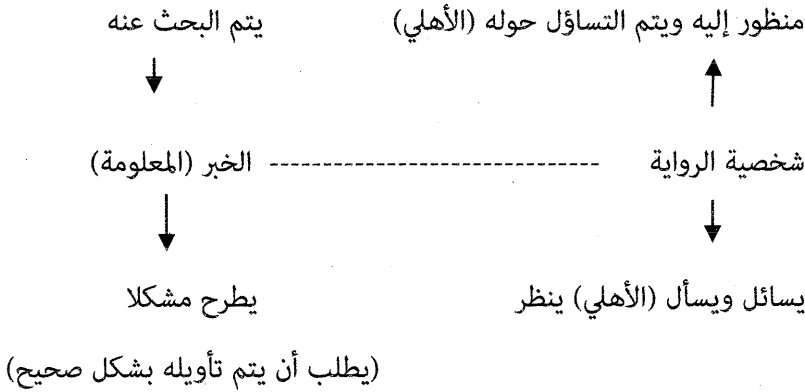 منظور إليه ويتم التساؤل حوله (الأهلي) يتم البحث عنه
شخصية الرواية ------------------------------ الخبر (المعلومة)
يسائل ويسأل (الأهلي) ينظر يطرح مشكلا
(يطلب أن يتم تأويله بشكل صحيح)